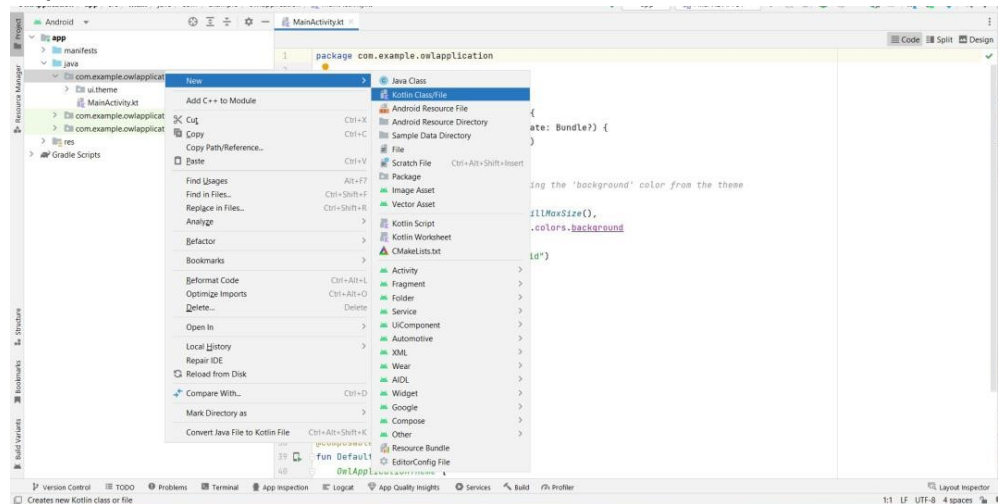 Android
MainActivity.kt
Code Split Design
Project
Resource Manager
Structure
Bookmarks
Build Variants
app
manifests
java
com.example.owlapplicat
ui.theme
MainActivity.kt
com.example.owlapplicat
com.example.owlapplicat
res
Gradle Scripts
New
Add C++ to Module
Cut Ctrl+X
Copy Ctrl+C
Copy Path/Reference...
Paste Ctrl+V
Find Usages Alt+F7
Find in Files... Ctrl+Shift+F
Replace in Files... Ctrl+Shift+R
Analyze
Refactor
Bookmarks
Reformat Code Ctrl+Alt+L
Optimize Imports Ctrl+Alt+O
Delete... Delete
Open In
Local History
Repair IDE
Reload from Disk
Compare With... Ctrl+D
Mark Directory as
Convert Java File to Kotlin File Ctrl+Alt+Shift+K
Java Class
Kotlin Class/File
Android Resource File
Android Resource Directory
Sample Data Directory
File
Scratch File Ctrl+Alt+Shift+Insert
Package
Image Asset
Vector Asset
Kotlin Script
Kotlin Worksheet
CMakeLists.txt
Activity
Fragment
Folder
Service
UiComponent
Automotive
XML
Wear
AIDL
Widget
Google
Compose
Other
Resource Bundle
EditorConfig File
1 package com.example.owlapplication
{
ate: Bundle?) {
)
ing the 'background' color from the theme
illMaxSize(),
.colors.background
id")
39 fun Default
40 OwlApplicationTheme {
Version Control TODO Problems Terminal App Inspection Logcat App Quality Insights Services Build Profiler Layout Inspector
Creates new Kotlin class or file 1:1 LF UTF-8 4 spaces